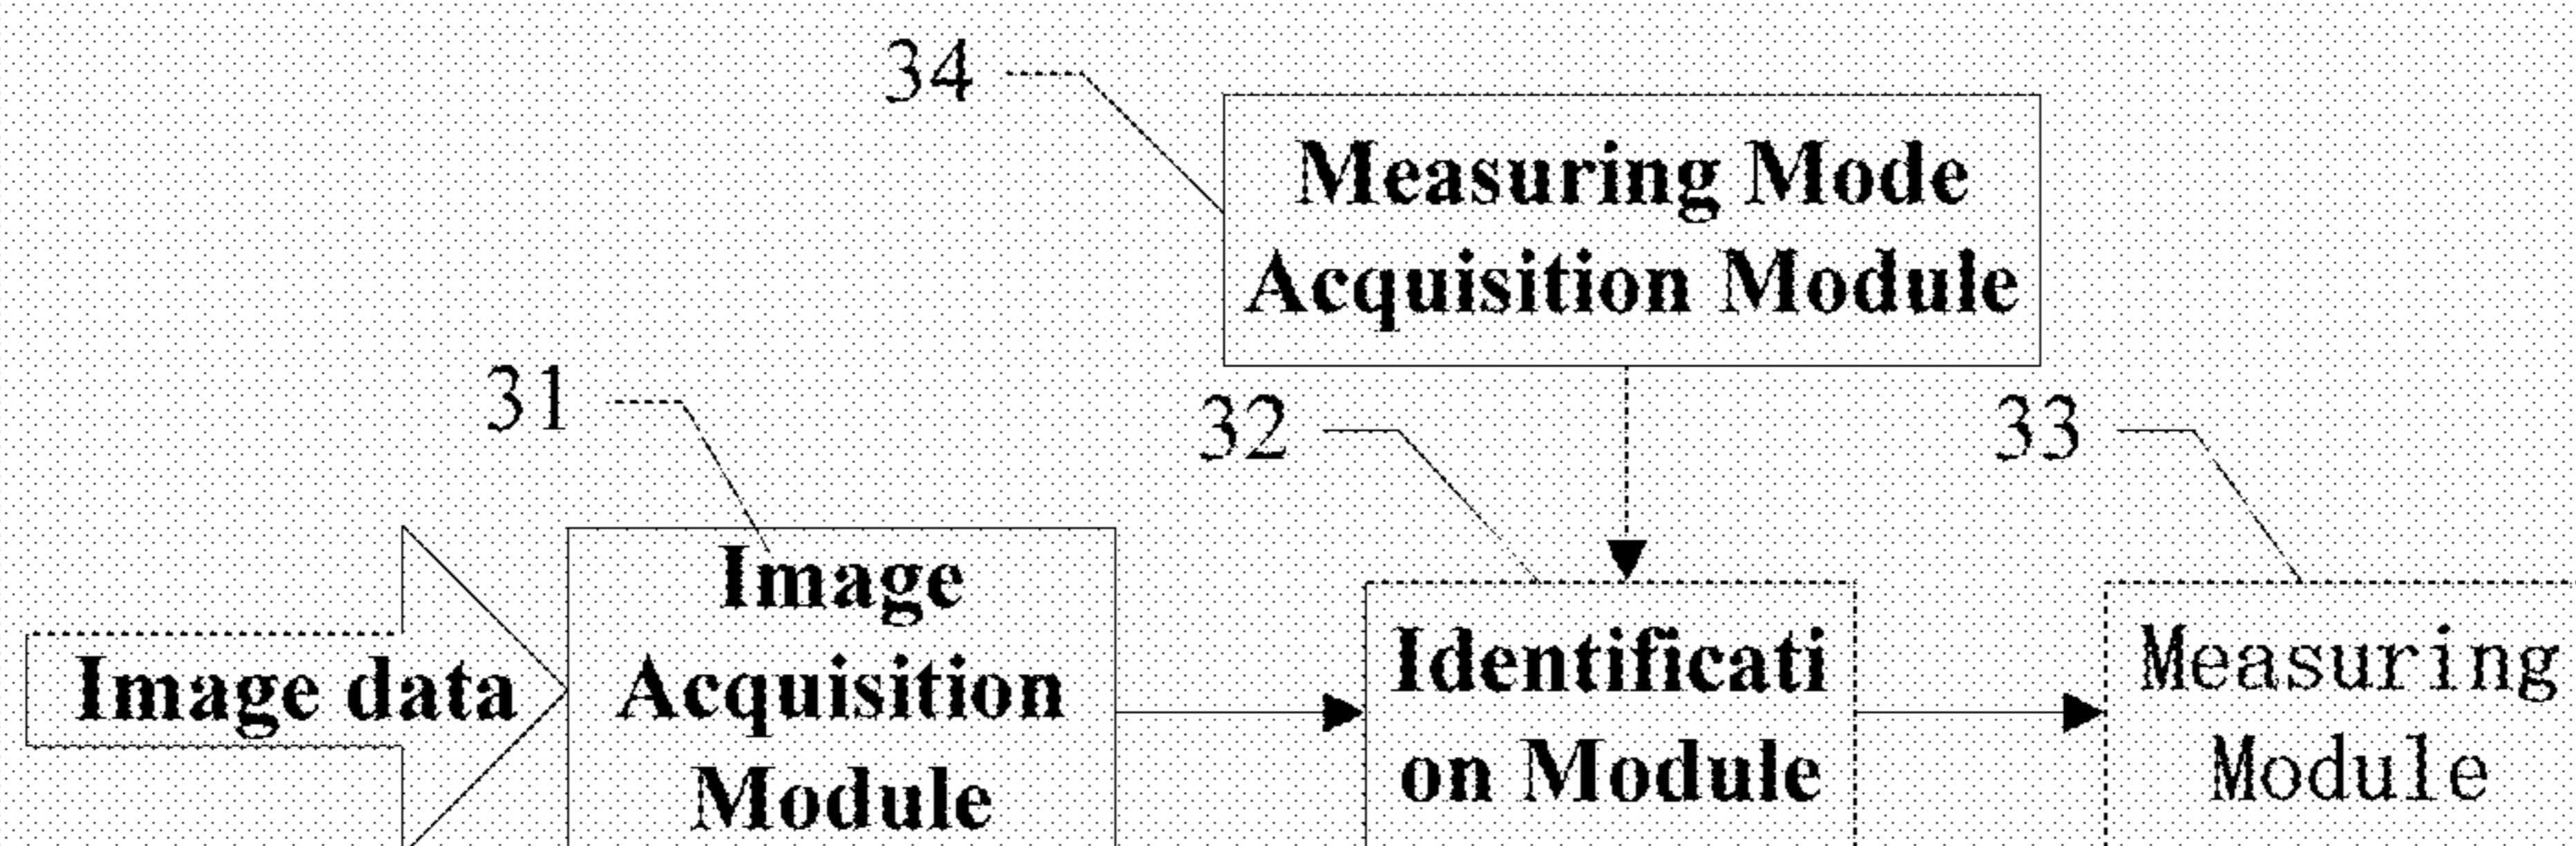 34
Measuring Mode
Acquisition Module
31
32
33
Image data
Image
Acquisition
Module
Identificati
on Module
Measuring
Module